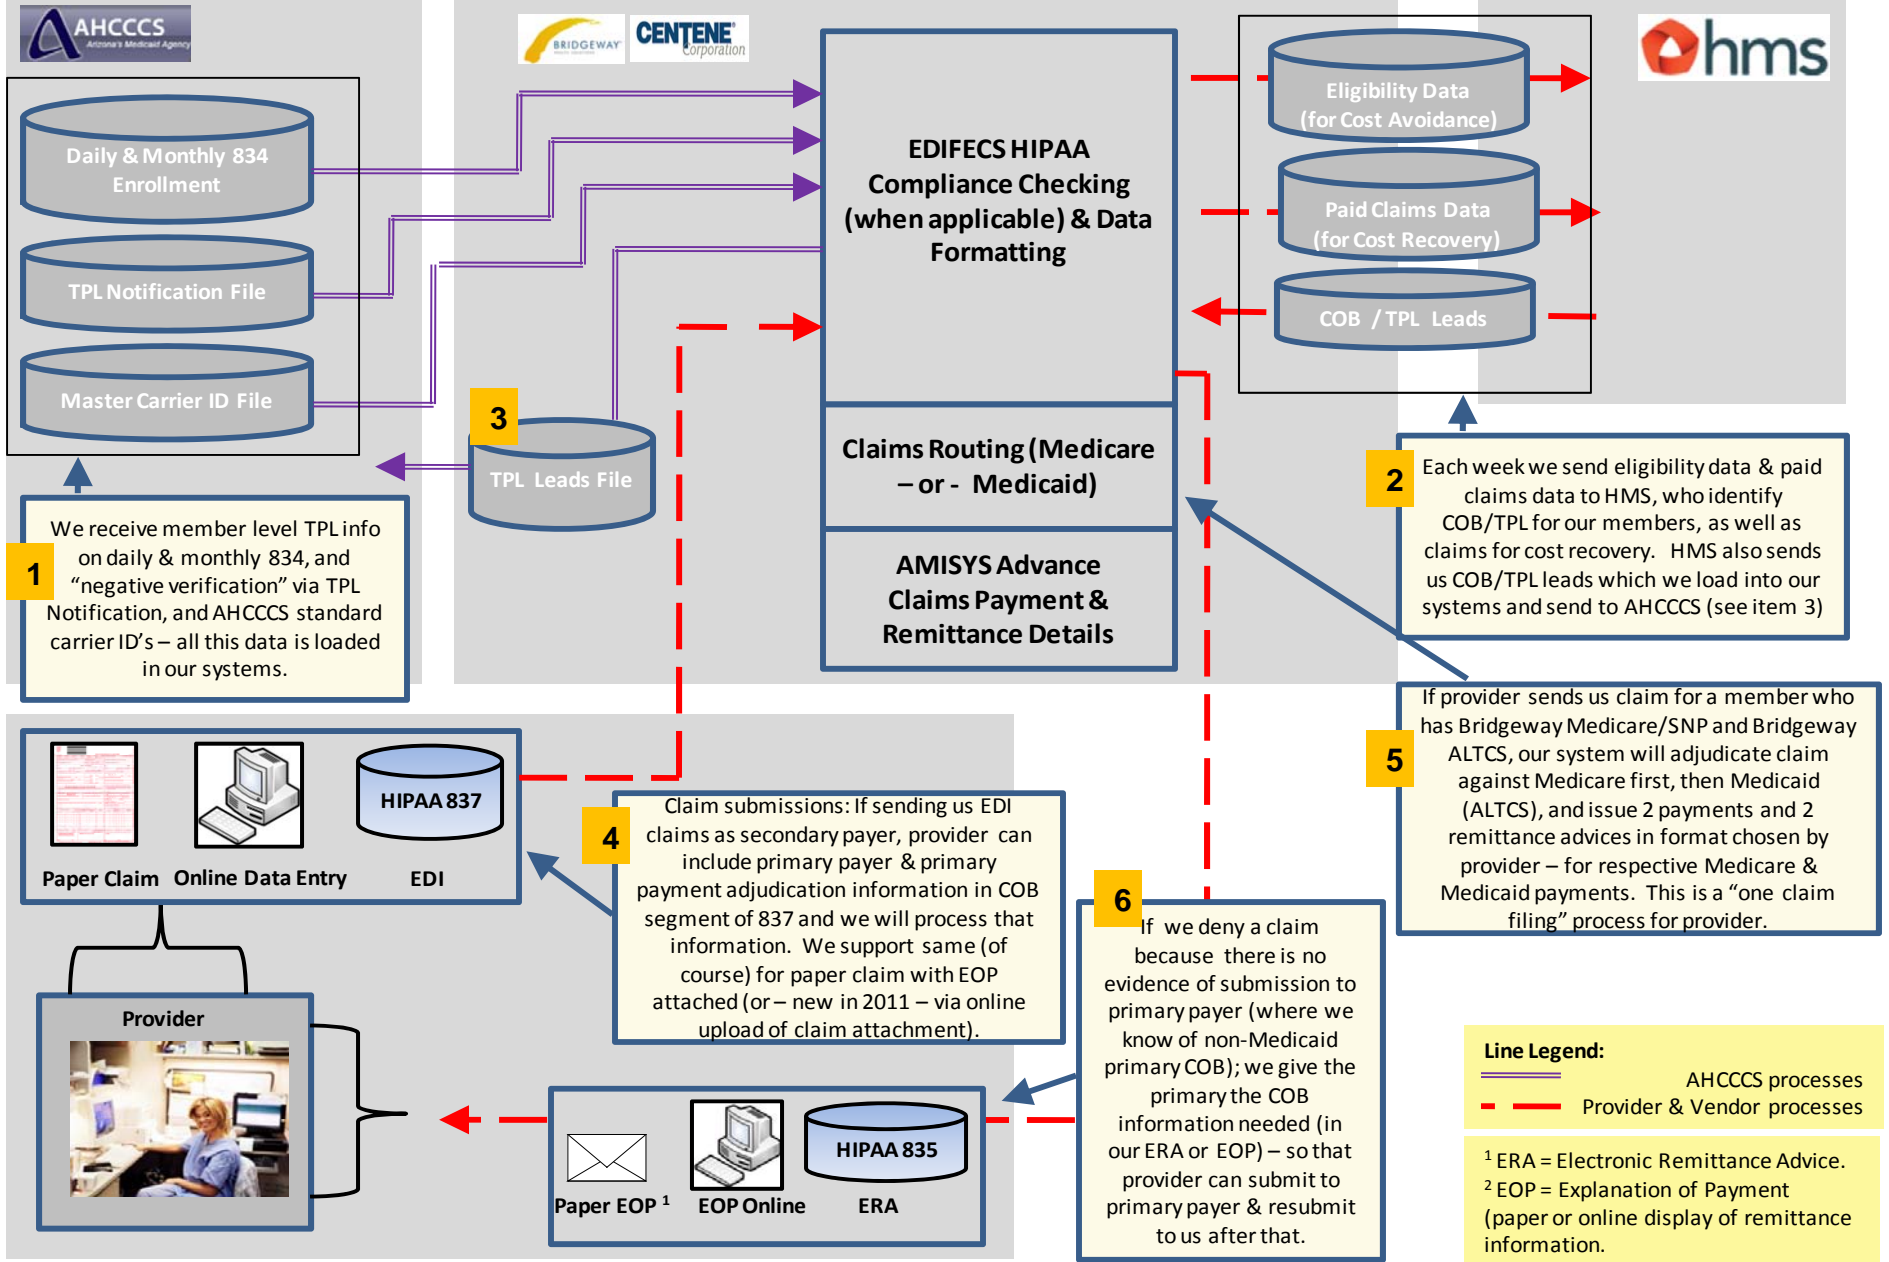 AHCCCS
Arizona's Medicaid Agency
BRIDGEWAY
CENTENE
Corporation
hms
Daily & Monthly 834
Enrollment
TPL Notification File
Master Carrier ID File
EDIFECS HIPAA
Compliance Checking
(when applicable) & Data
Formatting
Claims Routing (Medicare
– or - Medicaid)
AMISYS Advance
Claims Payment &
Remittance Details
Eligibility Data
(for Cost Avoidance)
Paid Claims Data
(for Cost Recovery)
COB / TPL Leads
3
TPL Leads File
1
We receive member level TPL info
on daily & monthly 834, and
“negative verification” via TPL
Notification, and AHCCCS standard
carrier ID’s – all this data is loaded
in our systems.
2
Each week we send eligibility data & paid
claims data to HMS, who identify
COB/TPL for our members, as well as
claims for cost recovery. HMS also sends
us COB/TPL leads which we load into our
systems and send to AHCCCS (see item 3)
5
If provider sends us claim for a member who
has Bridgeway Medicare/SNP and Bridgeway
ALTCS, our system will adjudicate claim
against Medicare first, then Medicaid
(ALTCS), and issue 2 payments and 2
remittance advices in format chosen by
provider – for respective Medicare &
Medicaid payments. This is a “one claim
filing” process for provider.
HIPAA 837
Paper Claim
Online Data Entry
EDI
4
Claim submissions: If sending us EDI
claims as secondary payer, provider can
include primary payer & primary
payment adjudication information in COB
segment of 837 and we will process that
information. We support same (of
course) for paper claim with EOP
attached (or – new in 2011 – via online
upload of claim attachment).
6
If we deny a claim
because there is no
evidence of submission to
primary payer (where we
know of non-Medicaid
primary COB); we give the
primary the COB
information needed (in
our ERA or EOP) – so that
provider can submit to
primary payer & resubmit
to us after that.
Provider
HIPAA 835
Paper EOP 1
EOP Online
ERA
Line Legend:
AHCCCS processes
Provider & Vendor processes
1 ERA = Electronic Remittance Advice.
2 EOP = Explanation of Payment
(paper or online display of remittance
information.